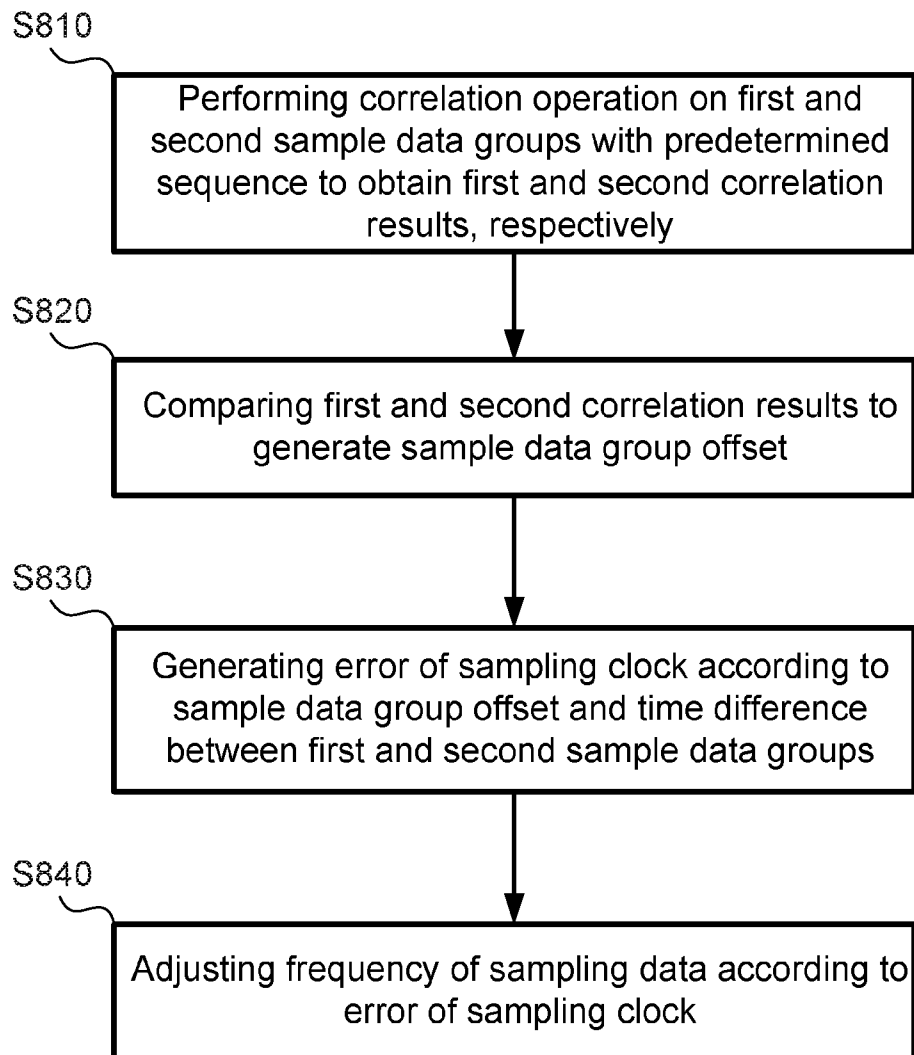 S810
Performing correlation operation on first and
second sample data groups with predetermined
sequence to obtain first and second correlation
results, respectively
S820
Comparing first and second correlation results to
generate sample data group offset
S830
Generating error of sampling clock according to
sample data group offset and time difference
between first and second sample data groups
S840
Adjusting frequency of sampling data according to
error of sampling clock